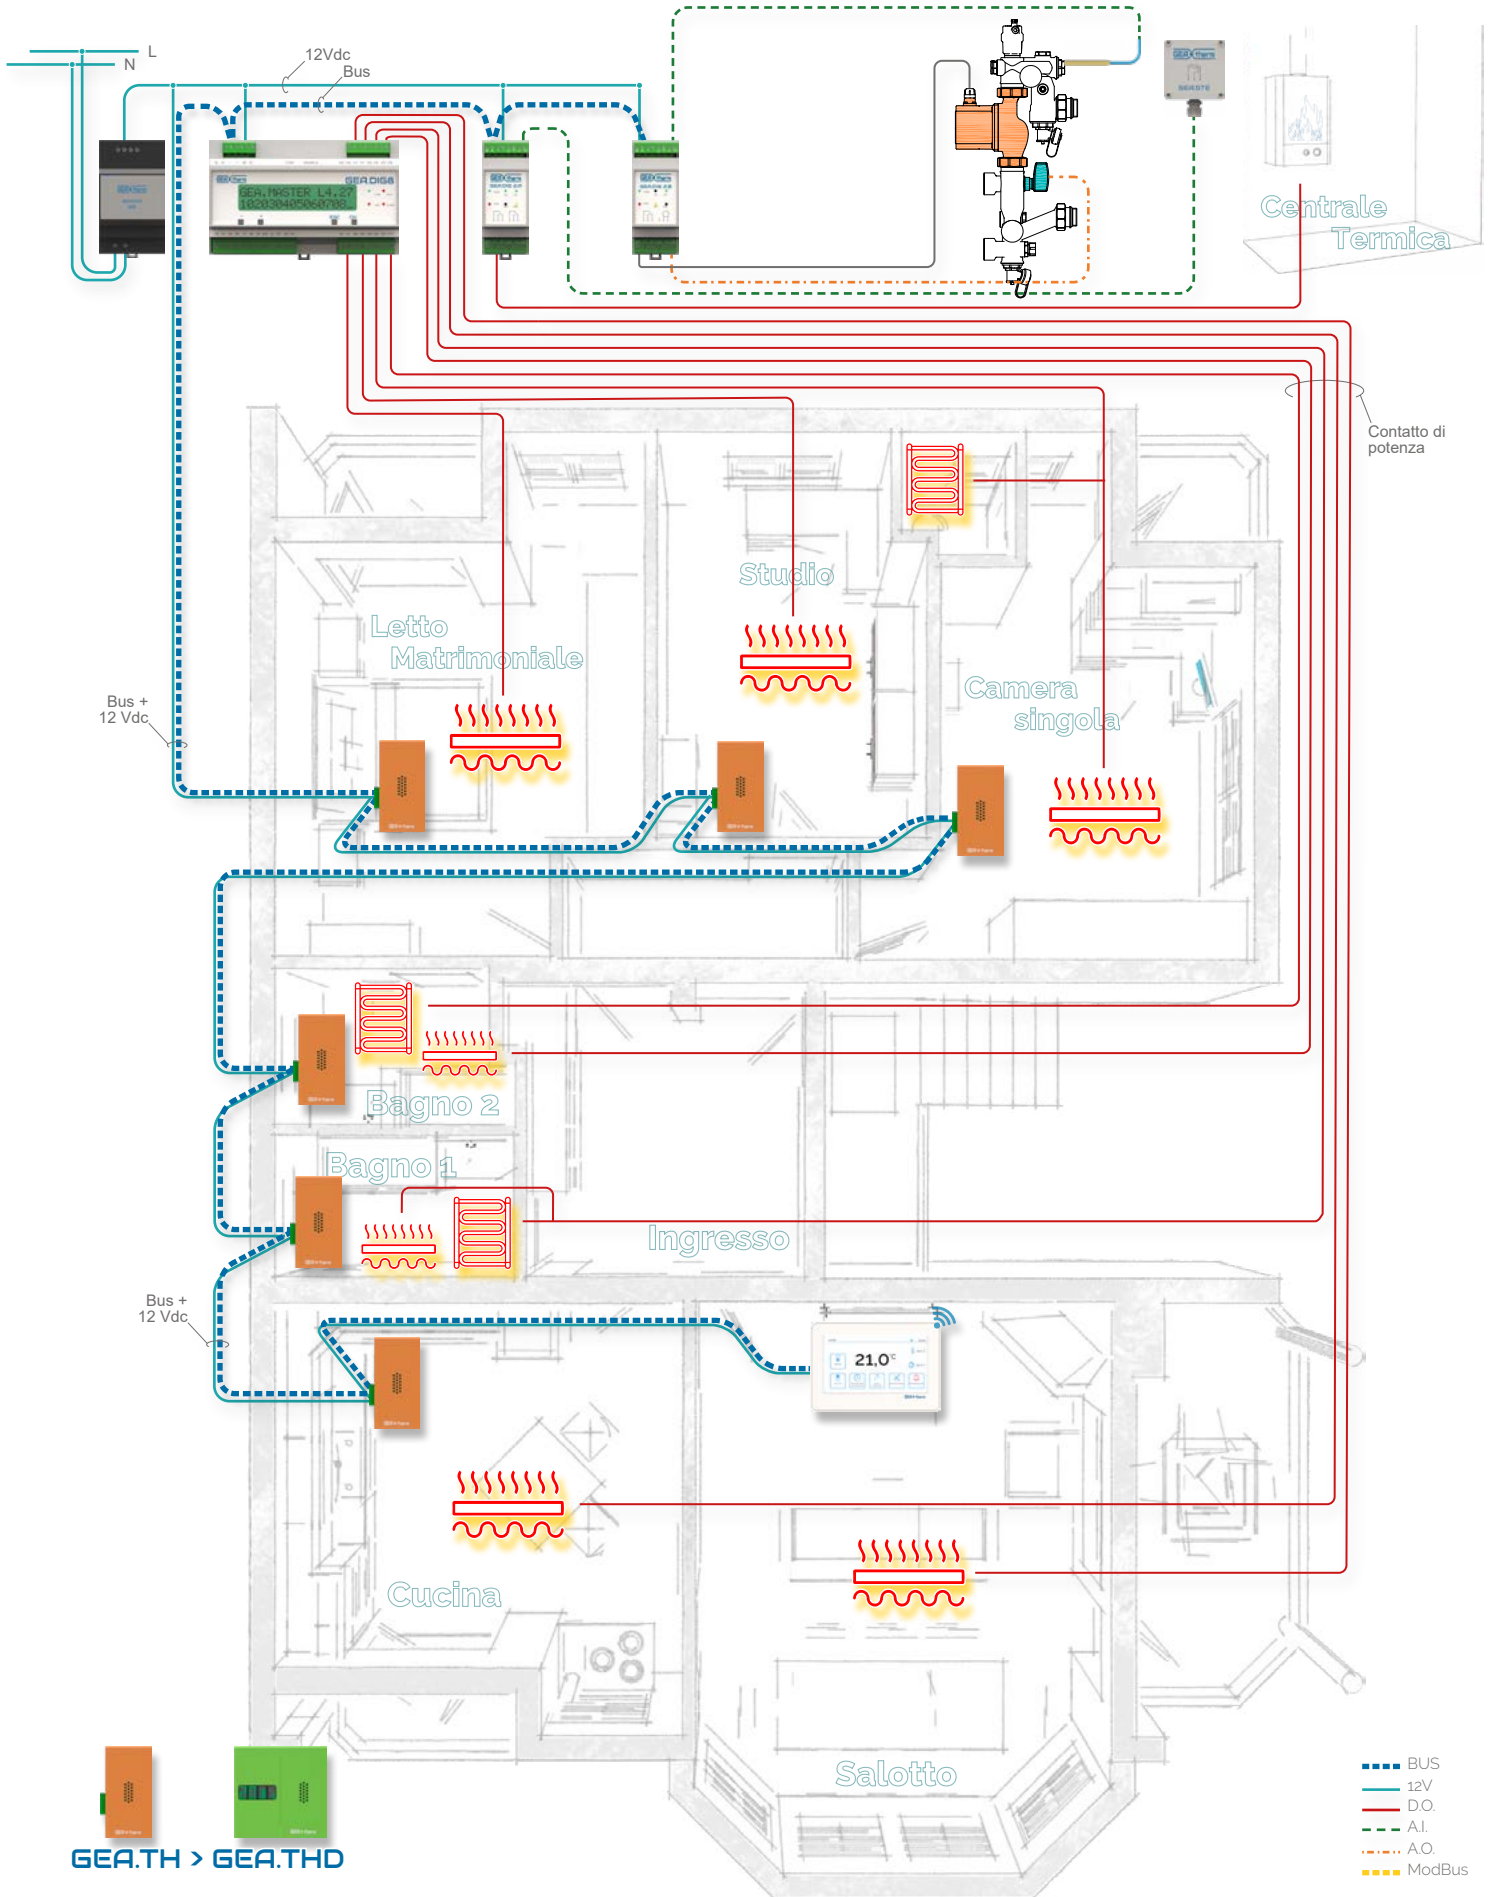 L
N
12Vdc
Bus
GEA.DIG8
GEA.MASTER L4.27
102030405060708
Centrale
Termica
Contatto di
potenza
Studio
Letto
Matrimoniale
Camera
singola
Bus +
12 Vdc
Bagno 2
Bagno 1
Ingresso
Bus +
12 Vdc
21,0°C
Cucina
Salotto
GEA.TH > GEA.THD
BUS
12V
D.O.
A.I.
A.O.
ModBus